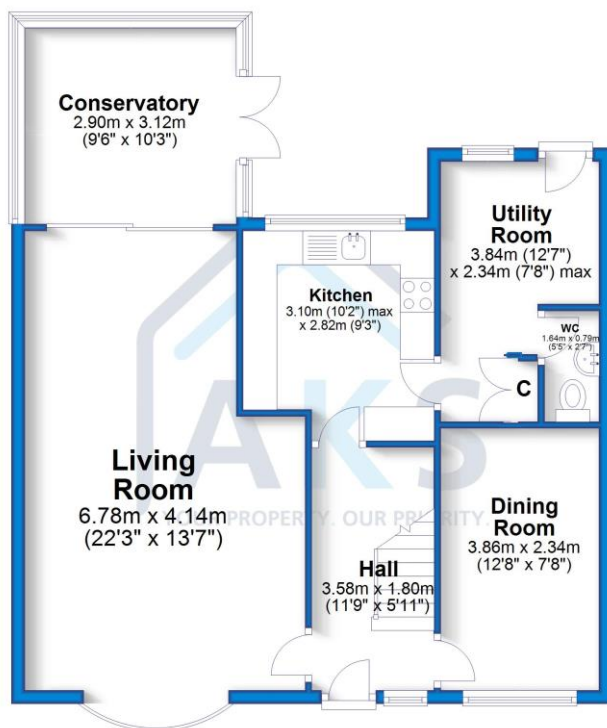 Conservatory
2.90m x 3.12m
(9'6" x 10'3")
Utility
Room
3.84m (12'7")
x 2.34m (7'8") max
Kitchen
3.10m (10'2") max
x 2.82m (9'3")
WC
1.64m x 0.79m
(5'5" x 2'7")
C
AKS
YOUR PROPERTY. OUR PRIORITY.
Living
Room
6.78m x 4.14m
(22'3" x 13'7")
Dining
Room
3.86m x 2.34m
(12'8" x 7'8")
Hall
3.58m x 1.80m
(11'9" x 5'11")